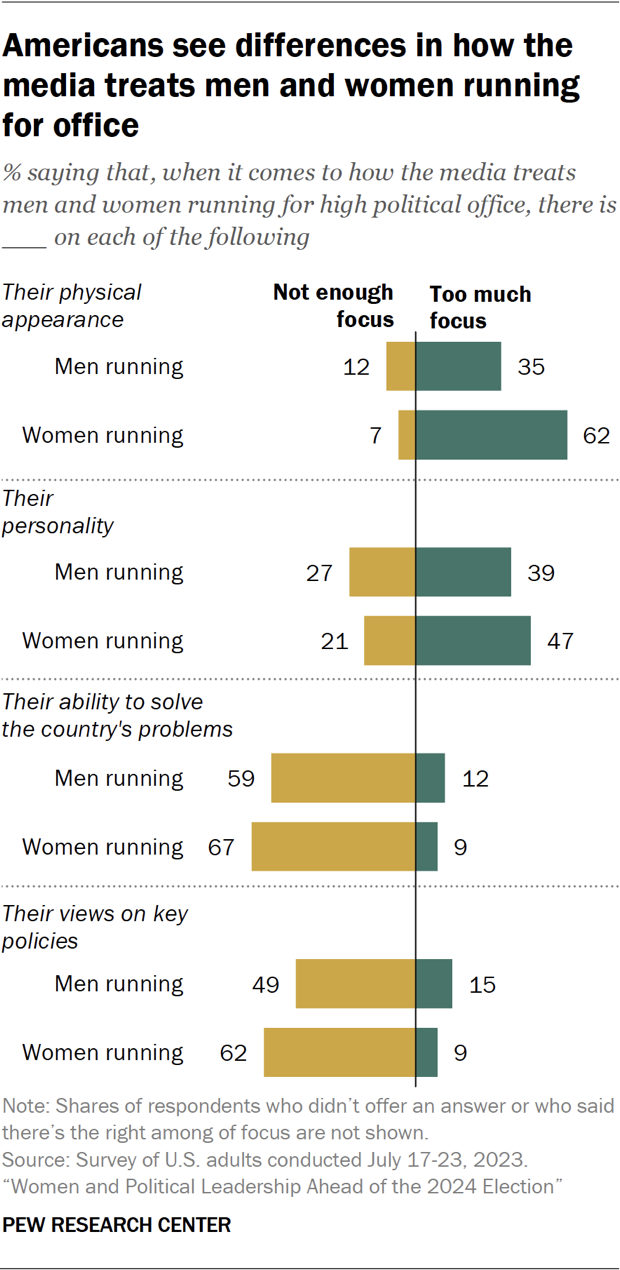 Americans see differences in how the
media treats men and women running
for office
% saying that, when it comes to how the media treats
men and women running for high political office, there is
___ on each of the following
Their physical
appearance
Not enough
focus
Too much
focus
Men running 12 35
Women running 7 62
Their
personality
Men running 27 39
Women running 21 47
Their ability to solve
the country's problems
Men running 59 12
Women running 67 9
Their views on key
policies
Men running 49 15
Women running 62 9
Note: Shares of respondents who didn’t offer an answer or who said
there’s the right among of focus are not shown.
Source: Survey of U.S. adults conducted July 17-23, 2023.
“Women and Political Leadership Ahead of the 2024 Election”
PEW RESEARCH CENTER